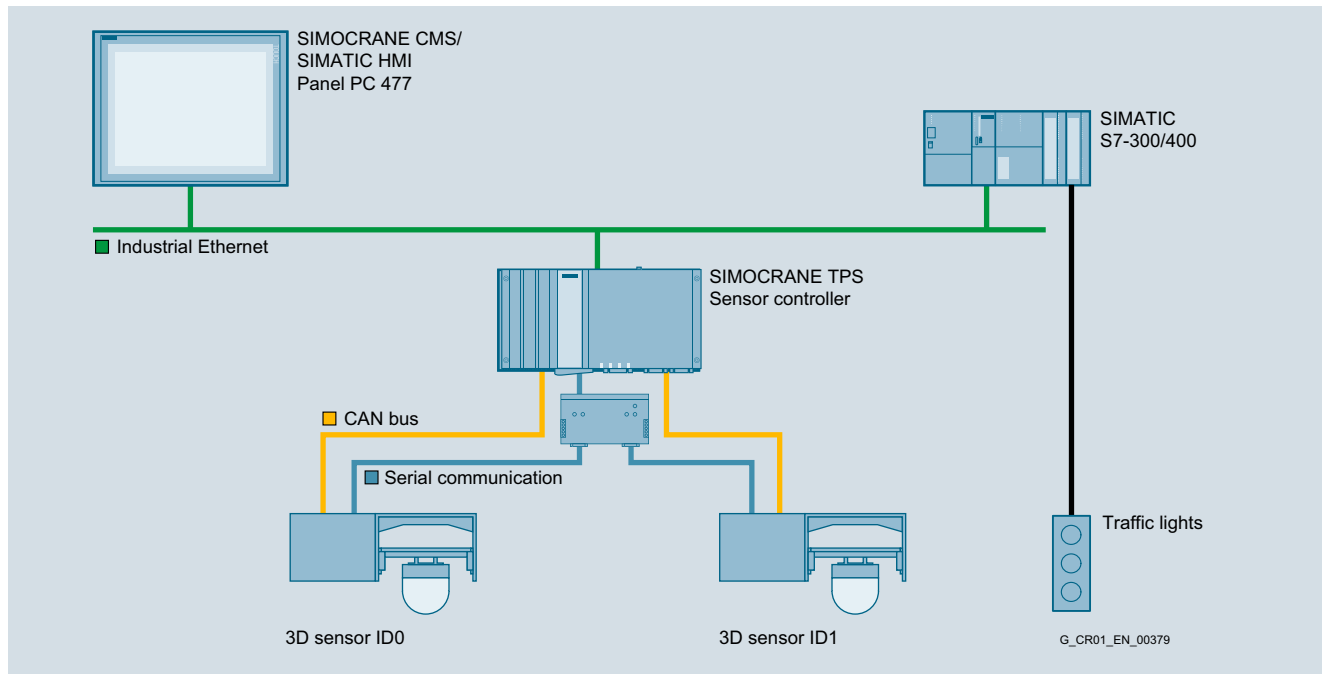 SIMOCRANE CMS/
SIMATIC HMI
Panel PC 477
SIMATIC
S7-300/400
Industrial Ethernet
SIMOCRANE TPS
Sensor controller
CAN bus
Serial communication
Traffic lights
3D sensor ID0
3D sensor ID1
G_CR01_EN_00379